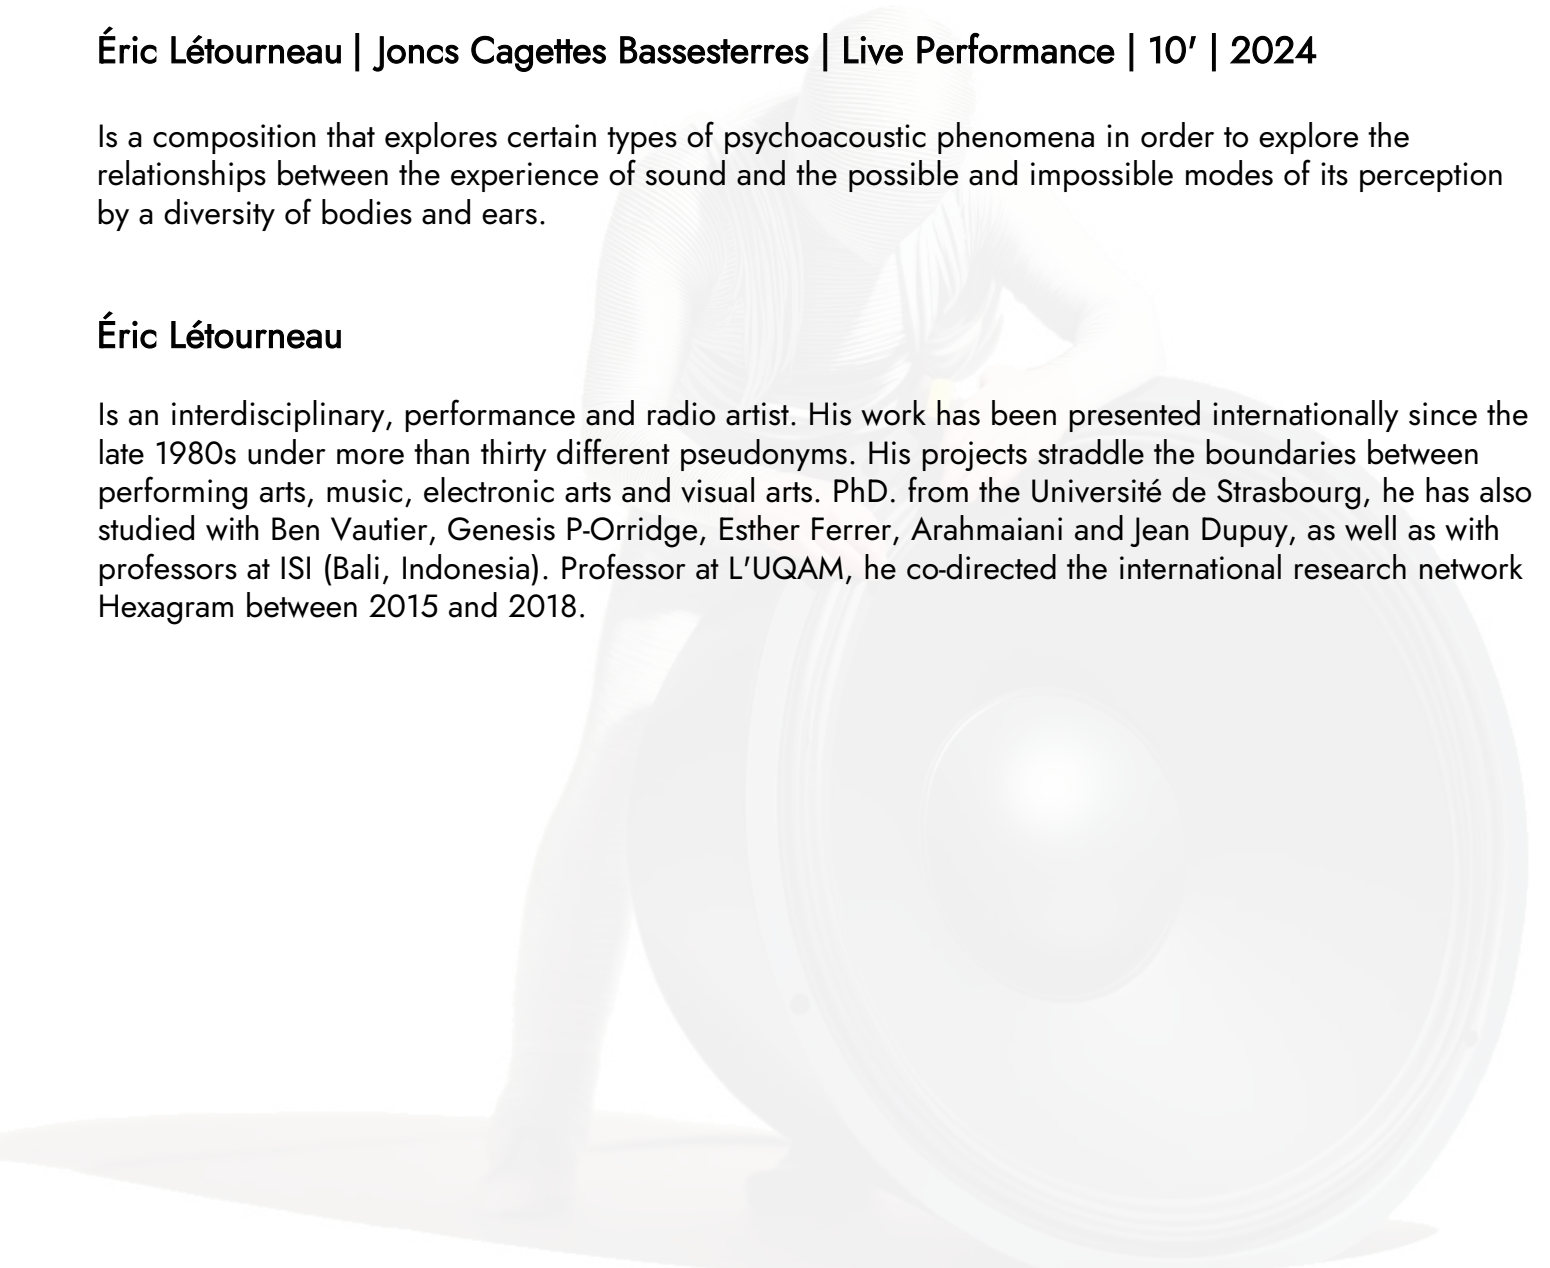 Éric Létourneau | Joncs Cagettes Bassesterres | Live Performance | 10' | 2024
Is a composition that explores certain types of psychoacoustic phenomena in order to explore the
relationships between the experience of sound and the possible and impossible modes of its perception
by a diversity of bodies and ears.
Éric Létourneau
Is an interdisciplinary, performance and radio artist. His work has been presented internationally since the
late 1980s under more than thirty different pseudonyms. His projects straddle the boundaries between
performing arts, music, electronic arts and visual arts. PhD. from the Université de Strasbourg, he has also
studied with Ben Vautier, Genesis P-Orridge, Esther Ferrer, Arahmaiani and Jean Dupuy, as well as with
professors at ISI (Bali, Indonesia). Professor at L'UQAM, he co-directed the international research network
Hexagram between 2015 and 2018.